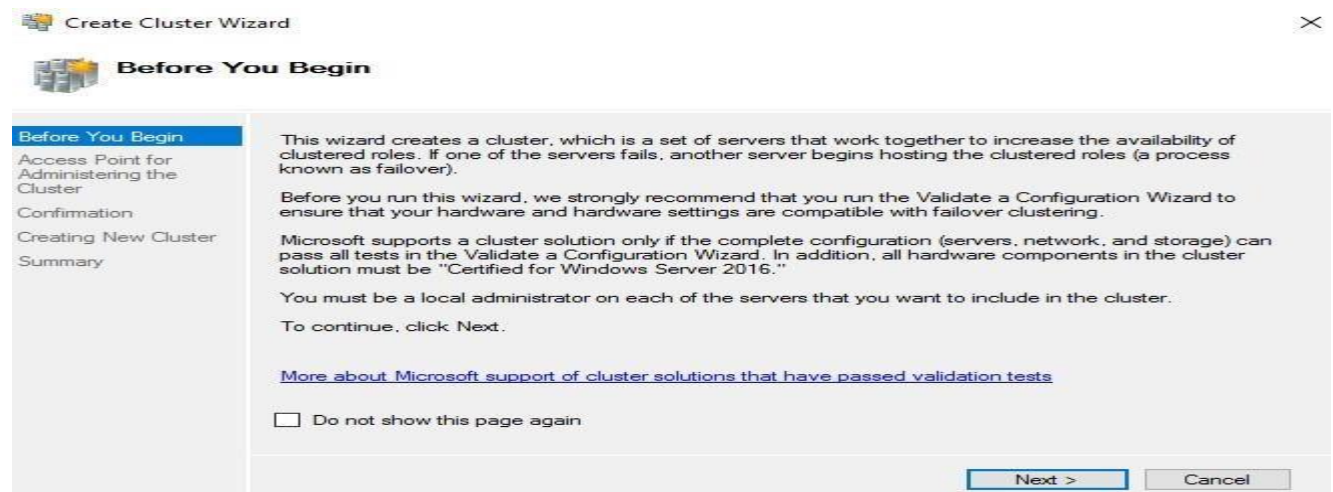 Create Cluster Wizard
Before You Begin
Before You Begin
Access Point for
Administering the
Cluster
Confirmation
Creating New Cluster
Summary
This wizard creates a cluster, which is a set of servers that work together to increase the availability of
clustered roles. If one of the servers fails, another server begins hosting the clustered roles (a process
known as failover).
Before you run this wizard, we strongly recommend that you run the Validate a Configuration Wizard to
ensure that your hardware and hardware settings are compatible with failover clustering.
Microsoft supports a cluster solution only if the complete configuration (servers, network, and storage) can
pass all tests in the Validate a Configuration Wizard. In addition, all hardware components in the cluster
solution must be "Certified for Windows Server 2016."
You must be a local administrator on each of the servers that you want to include in the cluster.
To continue, click Next.
More about Microsoft support of cluster solutions that have passed validation tests
Do not show this page again
Next >
Cancel